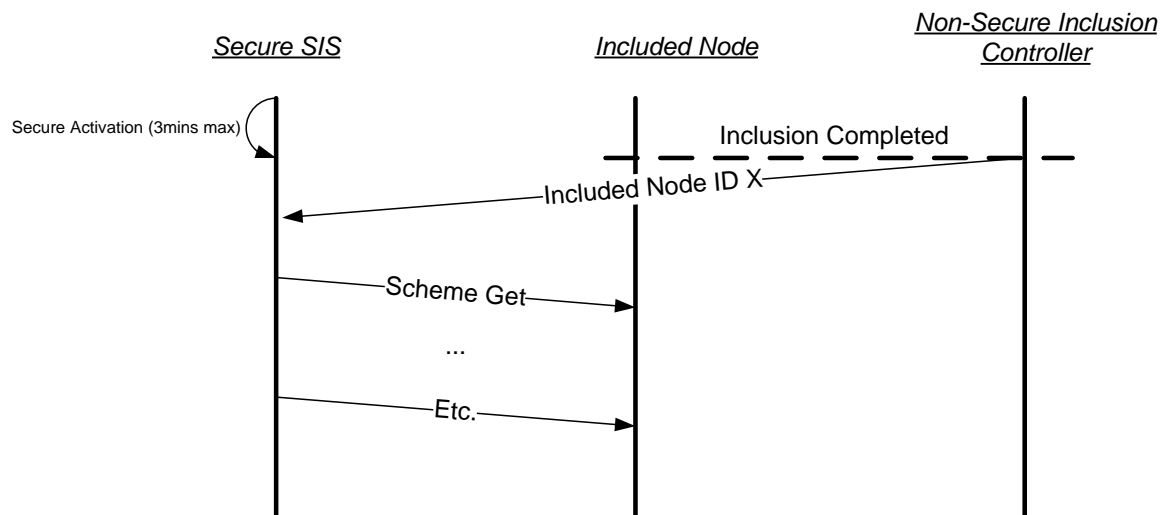 Secure SIS
Included Node
Non-Secure Inclusion
Controller
Secure Activation (3mins max)
Inclusion Completed
Included Node ID X
Scheme Get
...
Etc.